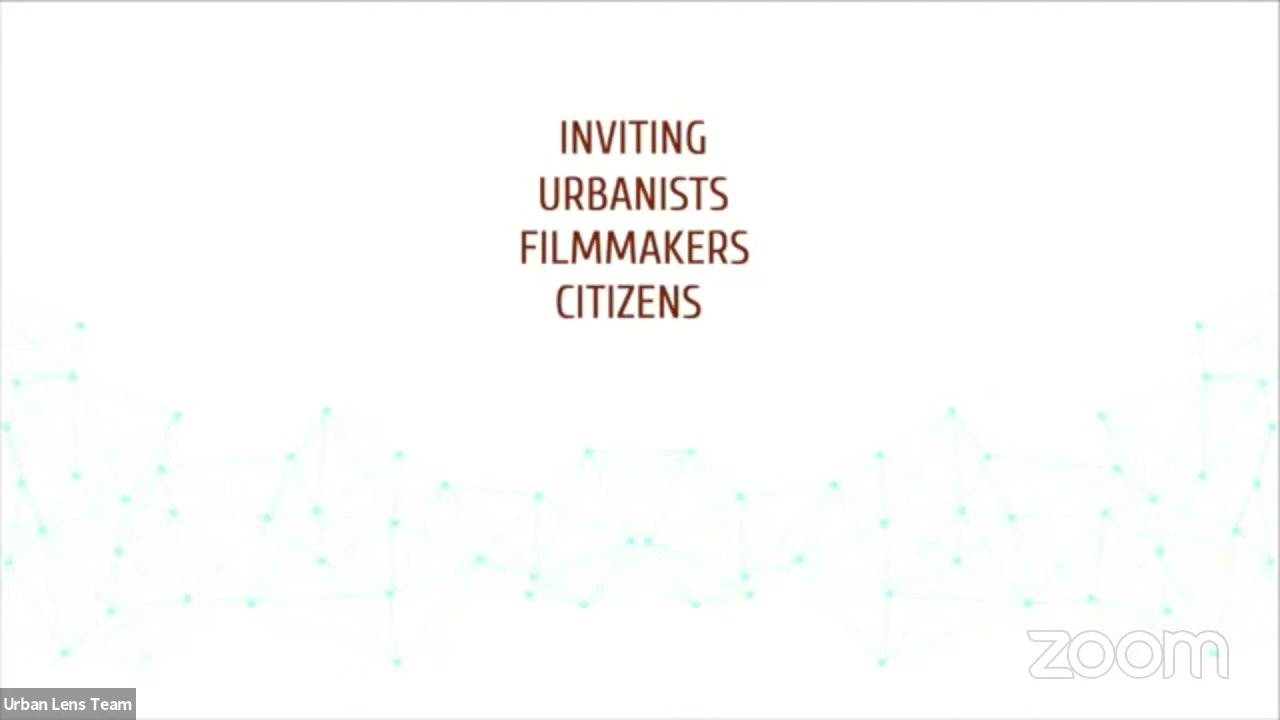 INVITING
URBANISTS
FILMMAKERS
CITIZENS
zoom
Urban Lens Team